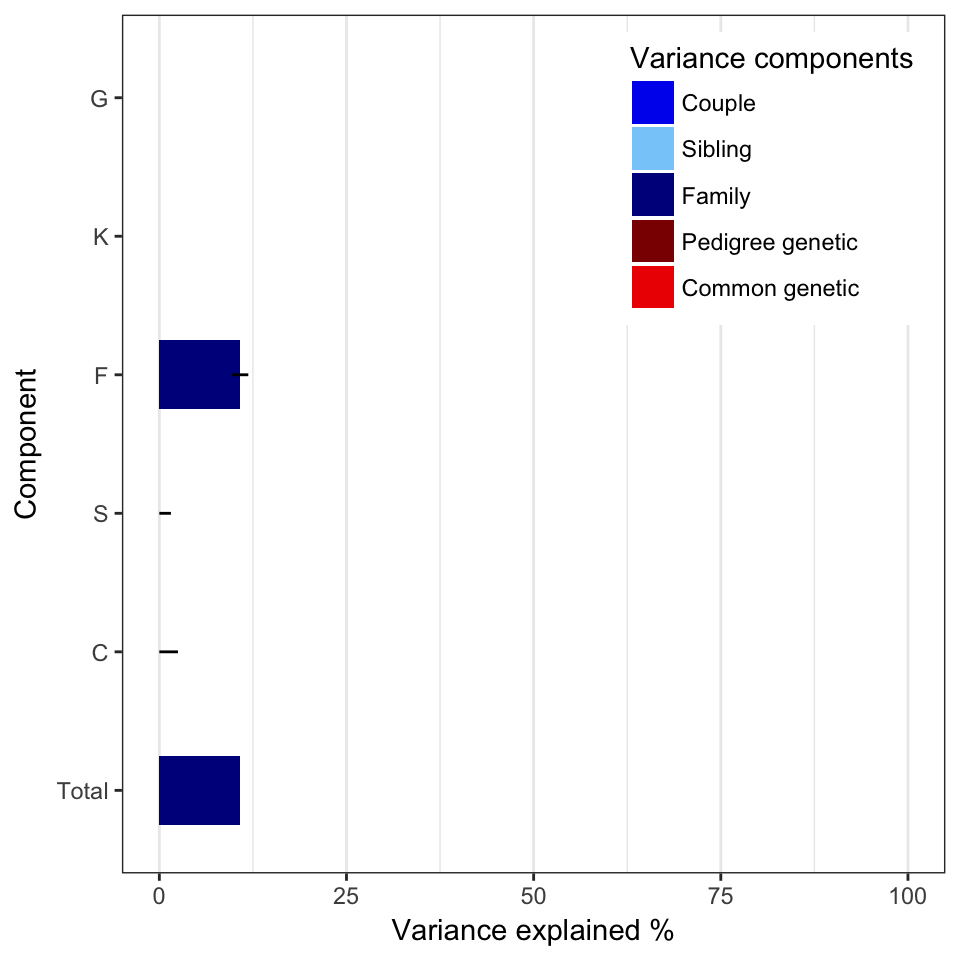 Variance components
Couple
Sibling
Family
Pedigree genetic
Common genetic
G
K
F
S
C
Total
Component
0 25 50 75 100
Variance explained %